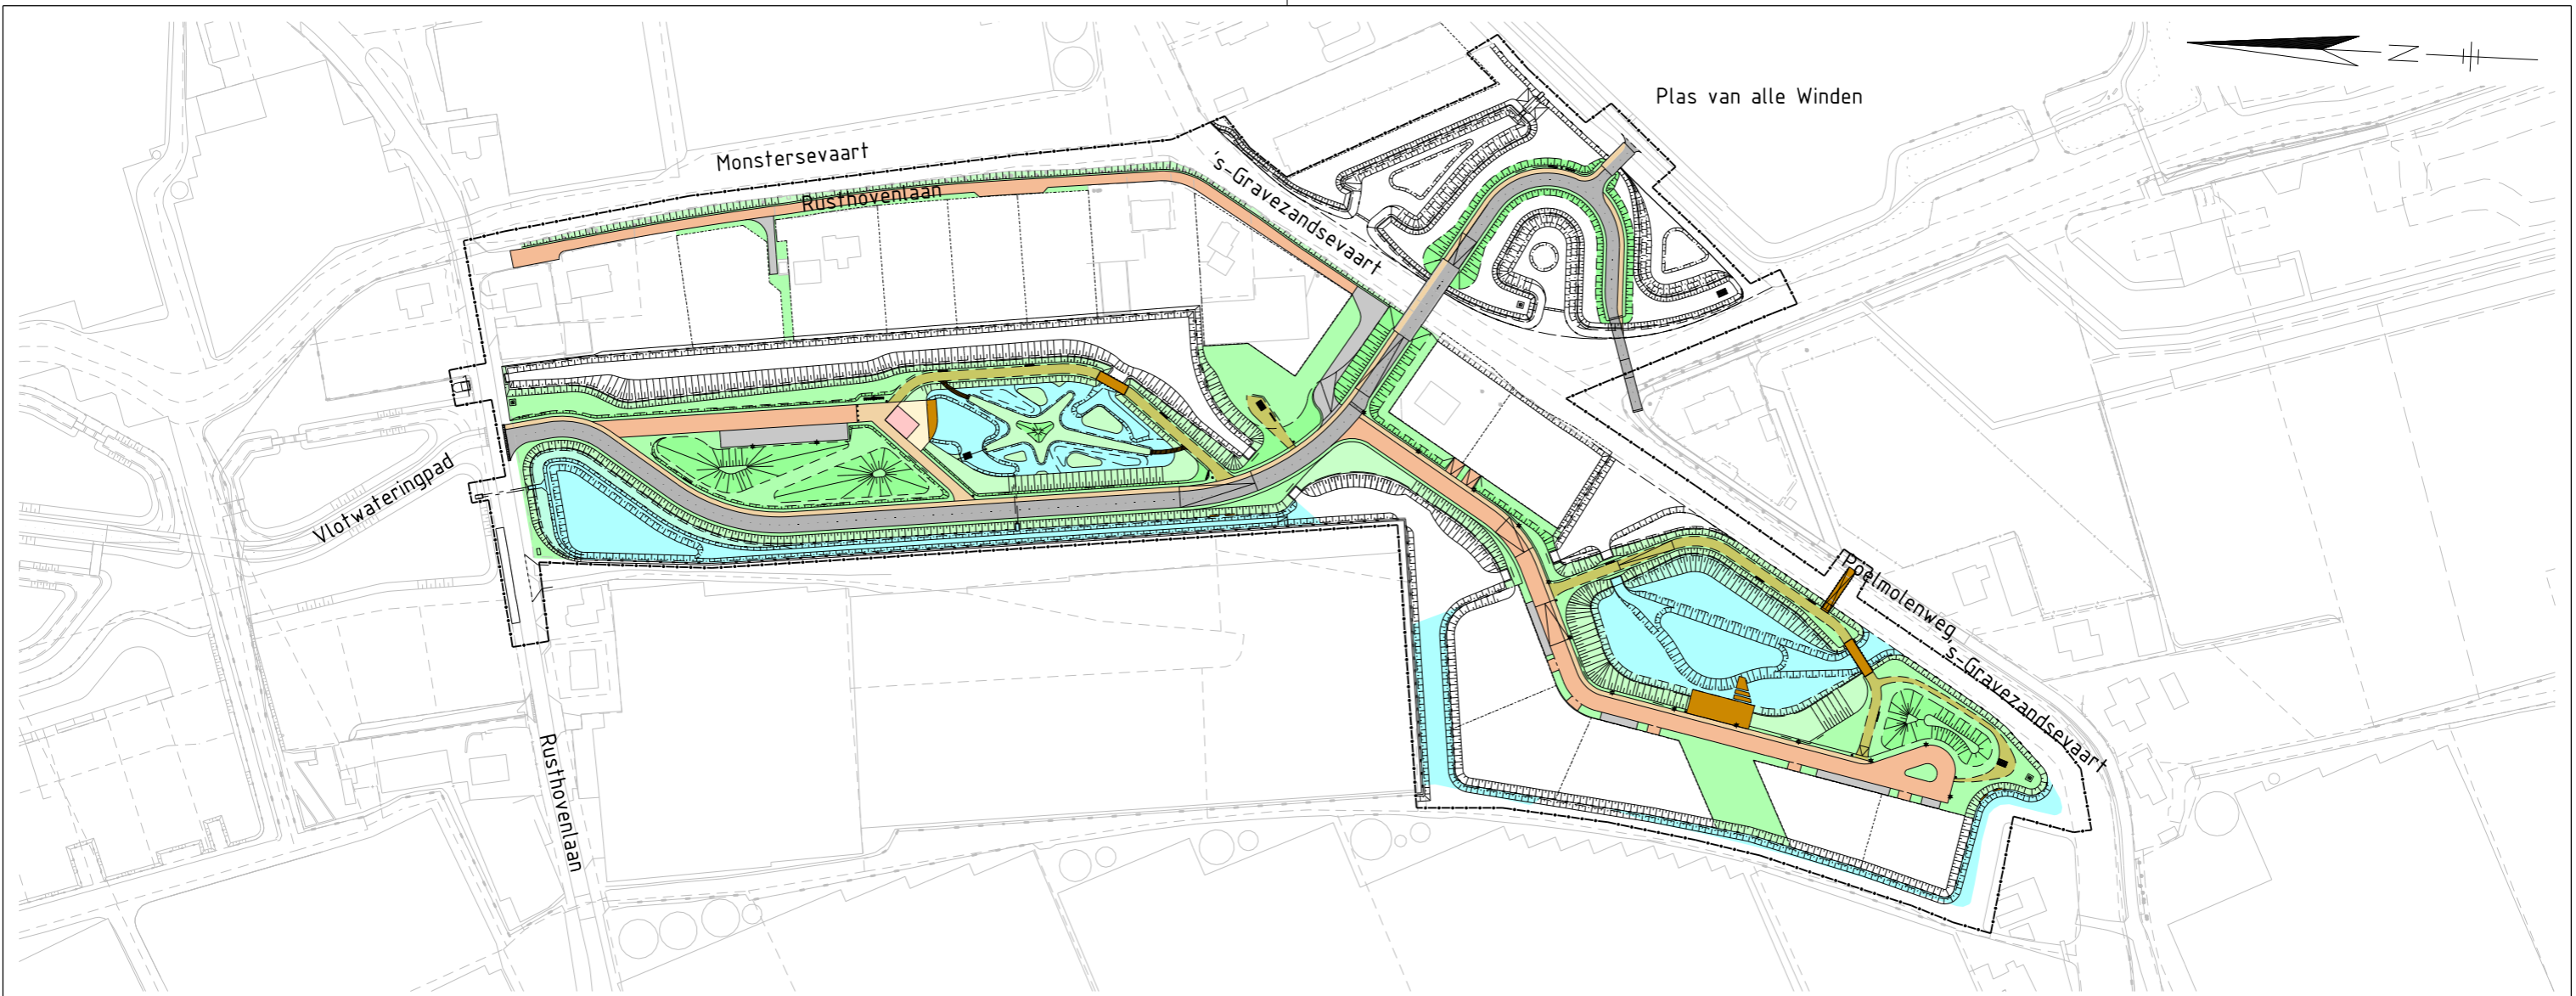 Plas van alle Winden
N
Monstersevaart
's-Gravezandsevaart
Rusthovenlaan
Vlotwateringpad
Poelmolenweg
's-Gravezandsevaart
Rusthovenlaan